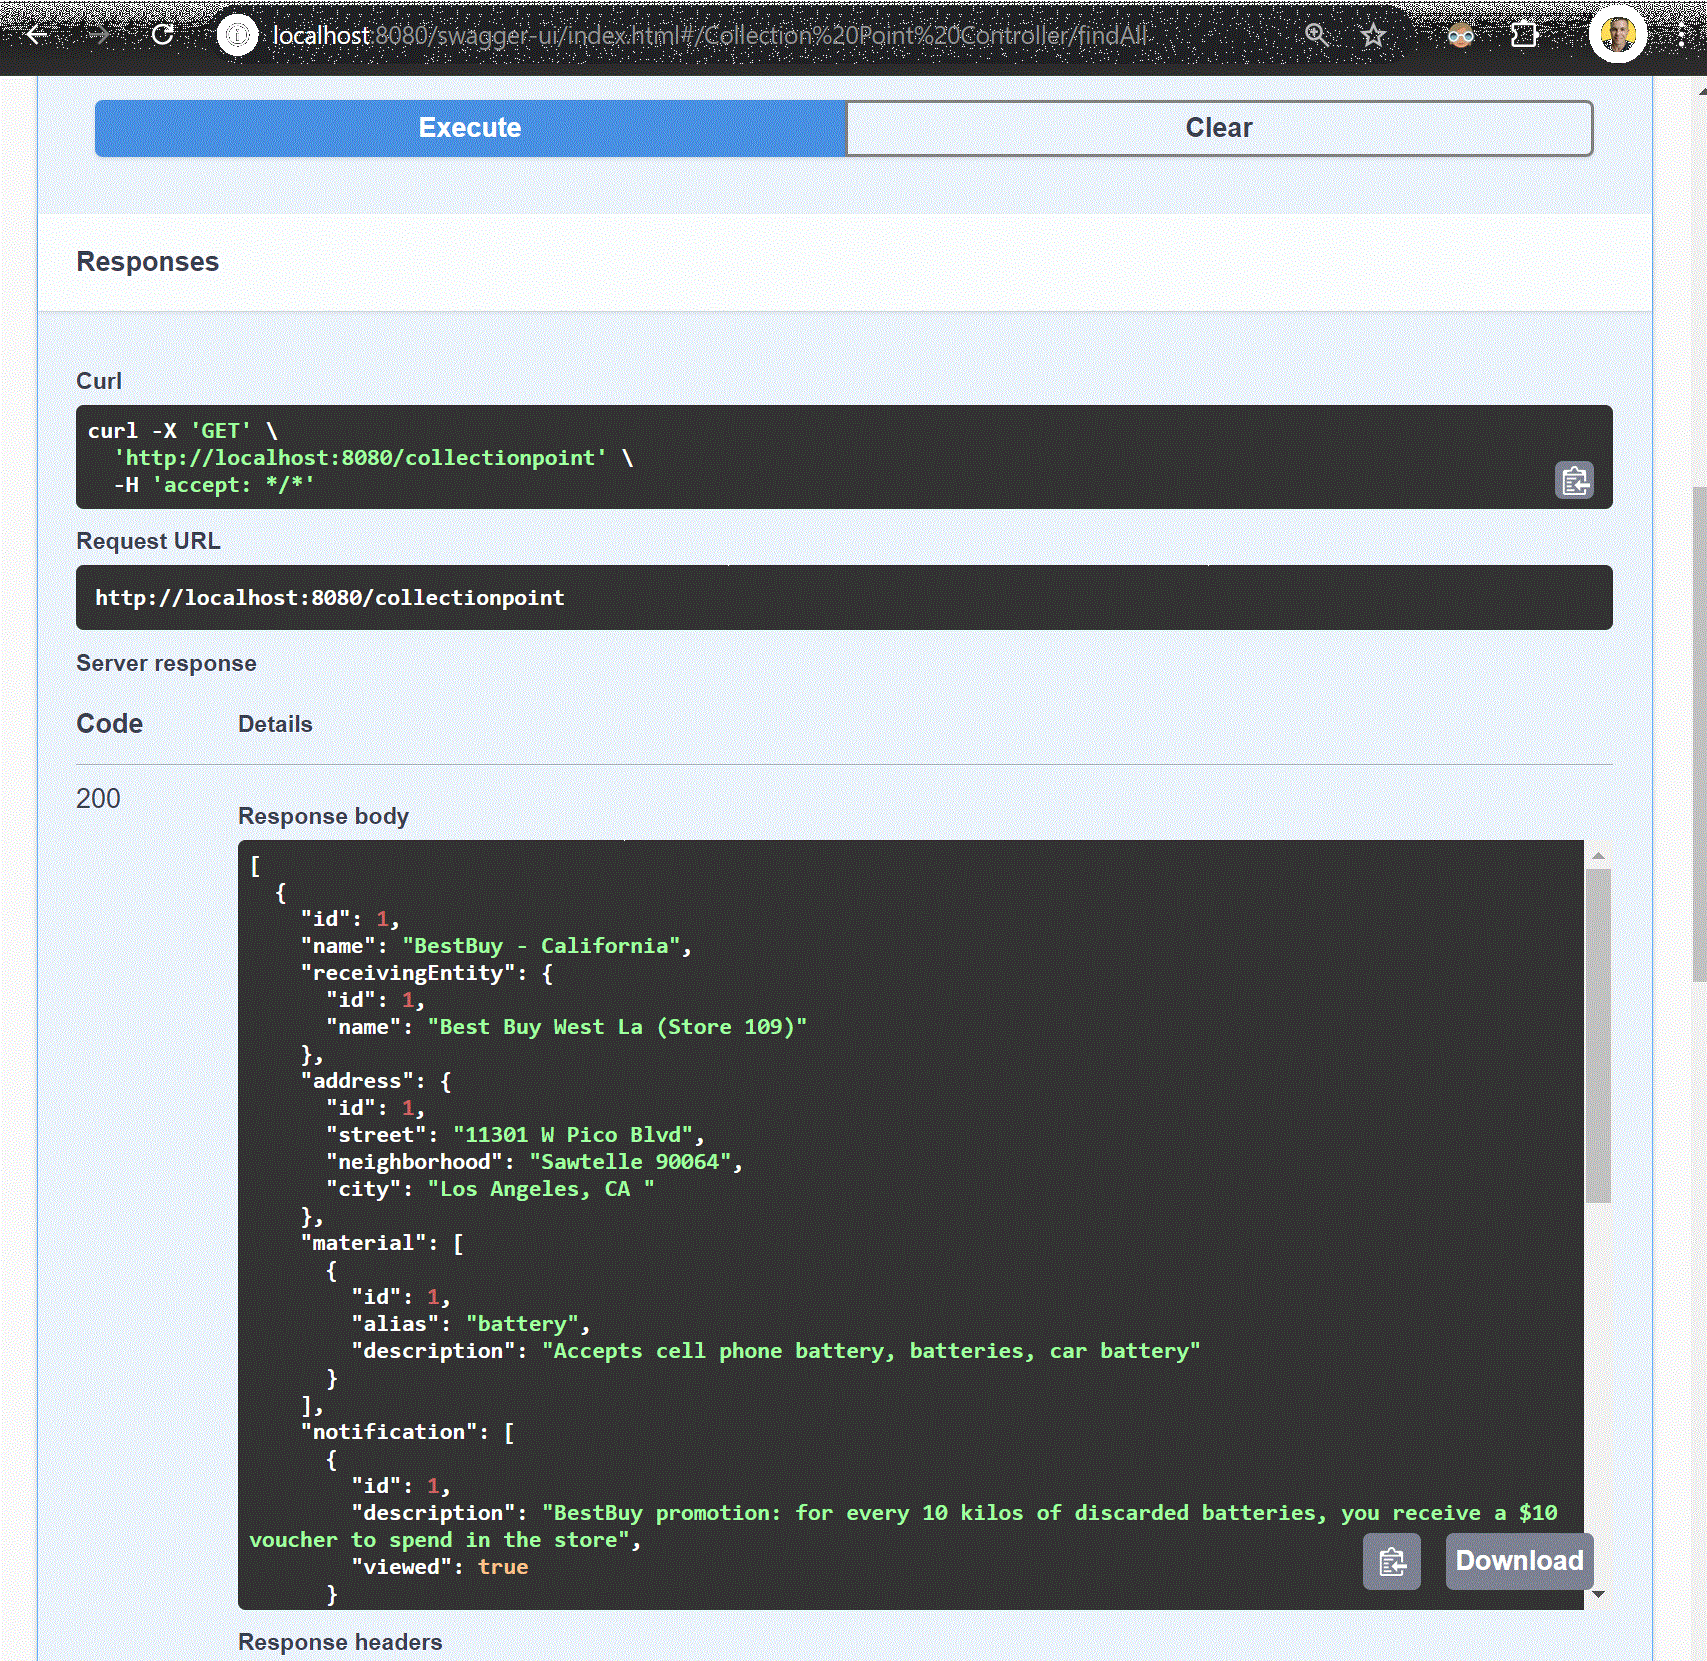 localhost:8080/swagger-ui/index.html#/Collection%20Point%20Controller/findAll
Execute
Clear
Responses
Curl
curl -X 'GET' \
  'http://localhost:8080/collectionpoint' \
  -H 'accept: */*'
Request URL
http://localhost:8080/collectionpoint
Server response
Code
Details
200
Response body
[
  {
    "id": 1,
    "name": "BestBuy - California",
    "receivingEntity": {
      "id": 1,
      "name": "Best Buy West La (Store 109)"
    },
    "address": {
      "id": 1,
      "street": "11301 W Pico Blvd",
      "neighborhood": "Sawtelle 90064",
      "city": "Los Angeles, CA "
    },
    "material": [
      {
        "id": 1,
        "alias": "battery",
        "description": "Accepts cell phone battery, batteries, car battery"
      }
    ],
    "notification": [
      {
        "id": 1,
        "description": "BestBuy promotion: for every 10 kilos of discarded batteries, you receive a $10
voucher to spend in the store",
        "viewed": true
      }
Download
Response headers